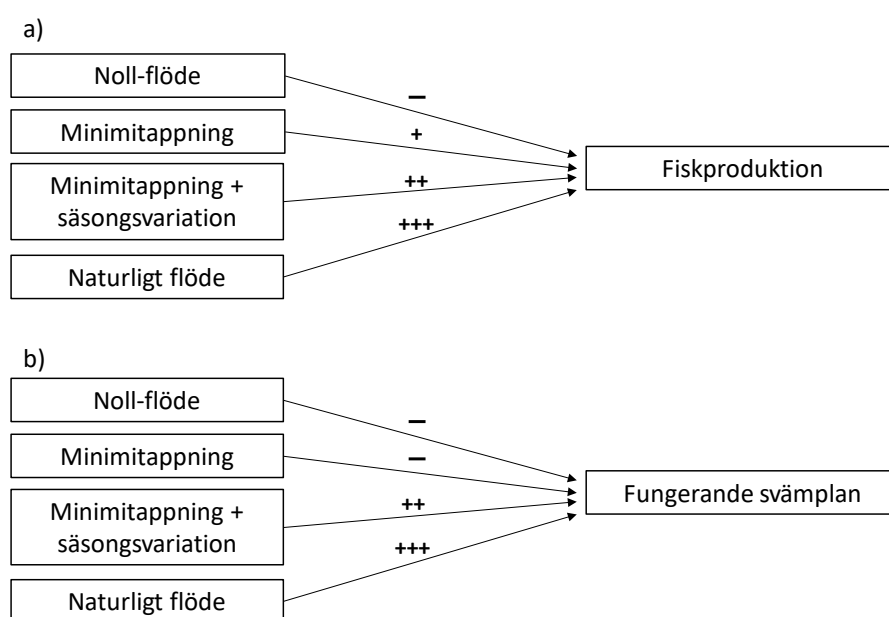 a)
Noll-flöde
–
Minimitappning
+
Fiskproduktion
Minimitappning +
säsongsvariation
++
+++
Naturligt flöde
b)
Noll-flöde
–
Minimitappning
–
Fungerande svämplan
Minimitappning +
säsongsvariation
++
+++
Naturligt flöde